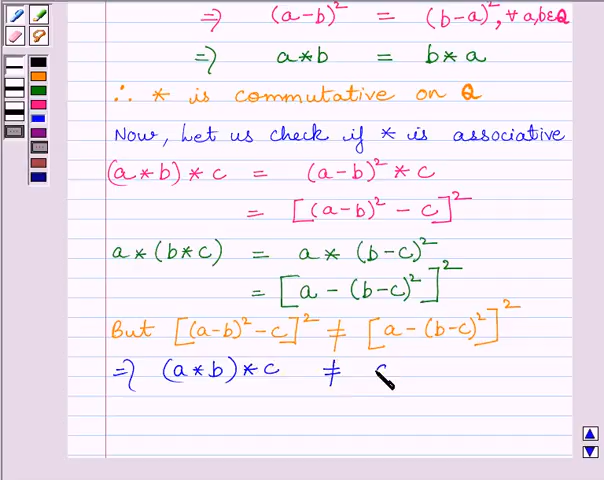 ⇒ (a-b)² = (b-a)², ∀ a,b ∈ Q
⇒ a * b = b * a
∴ * is commutative on Q
Now, Let us check if * is associative
(a * b) * c = (a-b)² * c
= [(a-b)² - c]²
a * (b * c) = a * (b-c)²
= [a - (b-c)²]²
But [(a-b)² - c]² ≠ [a - (b-c)²]²
⇒ (a * b) * c ≠